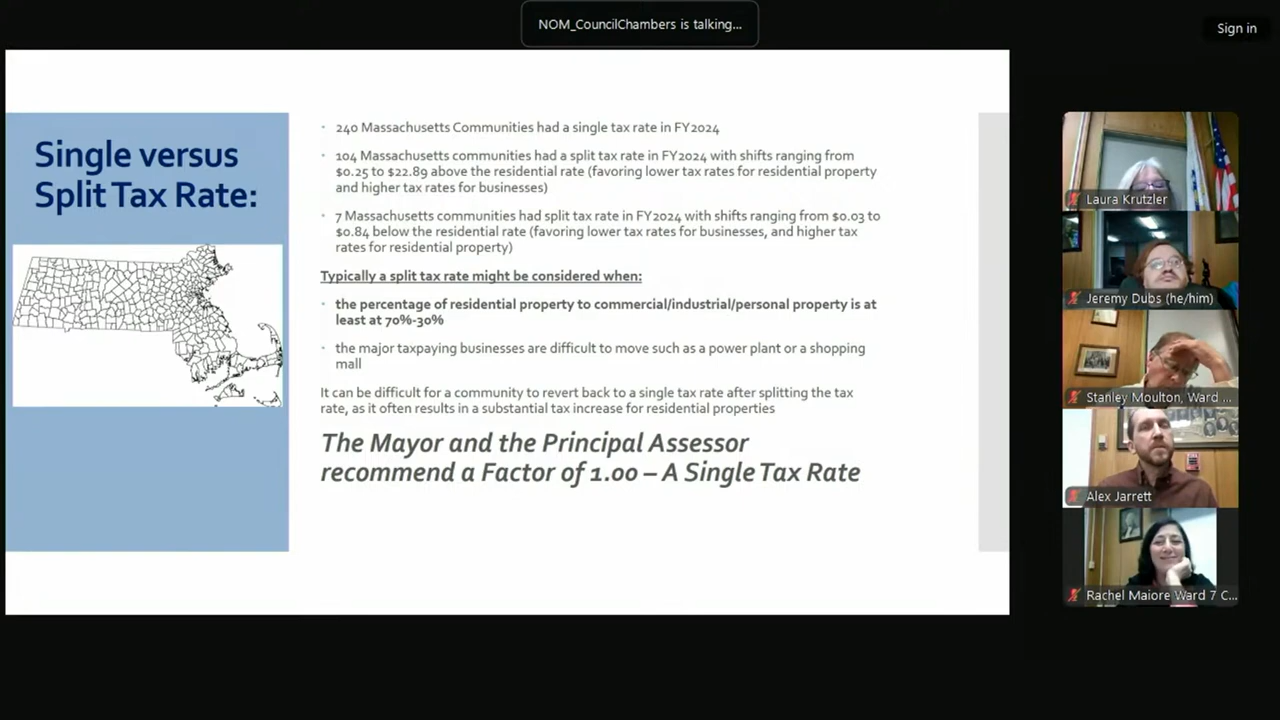 NOM_CouncilChambers is talking...
Sign in
Single versus
Split Tax Rate:
• 240 Massachusetts Communities had a single tax rate in FY2024
• 104 Massachusetts communities had a split tax rate in FY2024 with shifts ranging from
$0.25 to $22.89 above the residential rate (favoring lower tax rates for residential property
and higher tax rates for businesses)
• 7 Massachusetts communities had split tax rate in FY2024 with shifts ranging from $0.03 to
$0.84 below the residential rate (favoring lower tax rates for businesses, and higher tax
rates for residential property)
Typically a split tax rate might be considered when:
• the percentage of residential property to commercial/industrial/personal property is at
least at 70%-30%
• the major taxpaying businesses are difficult to move such as a power plant or a shopping
mall
It can be difficult for a community to revert back to a single tax rate after splitting the tax
rate, as it often results in a substantial tax increase for residential properties
The Mayor and the Principal Assessor
recommend a Factor of 1.00 – A Single Tax Rate
Laura Krutzler
Jeremy Dubs (he/him)
Stanley Moulton, Ward ...
Alex Jarrett
Rachel Maiore Ward 7 C...